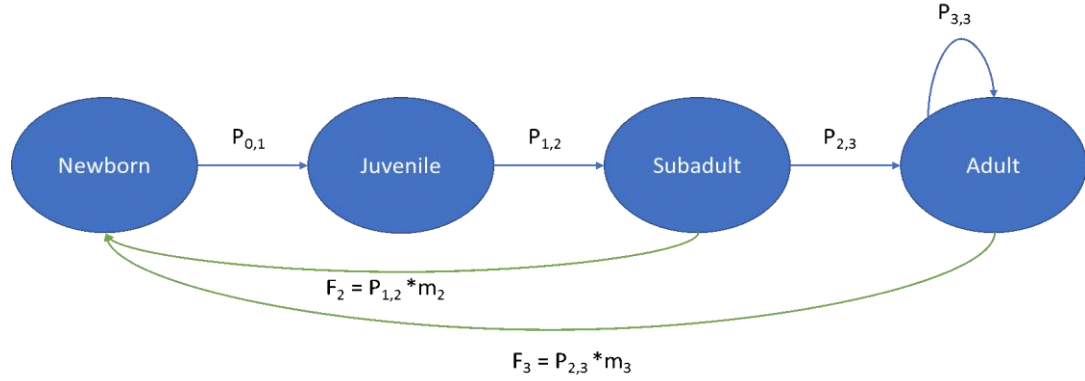 P3,3
P0,1
P1,2
P2,3
Newborn
Juvenile
Subadult
Adult
F2 = P1,2 *m2
F3 = P2,3 *m3